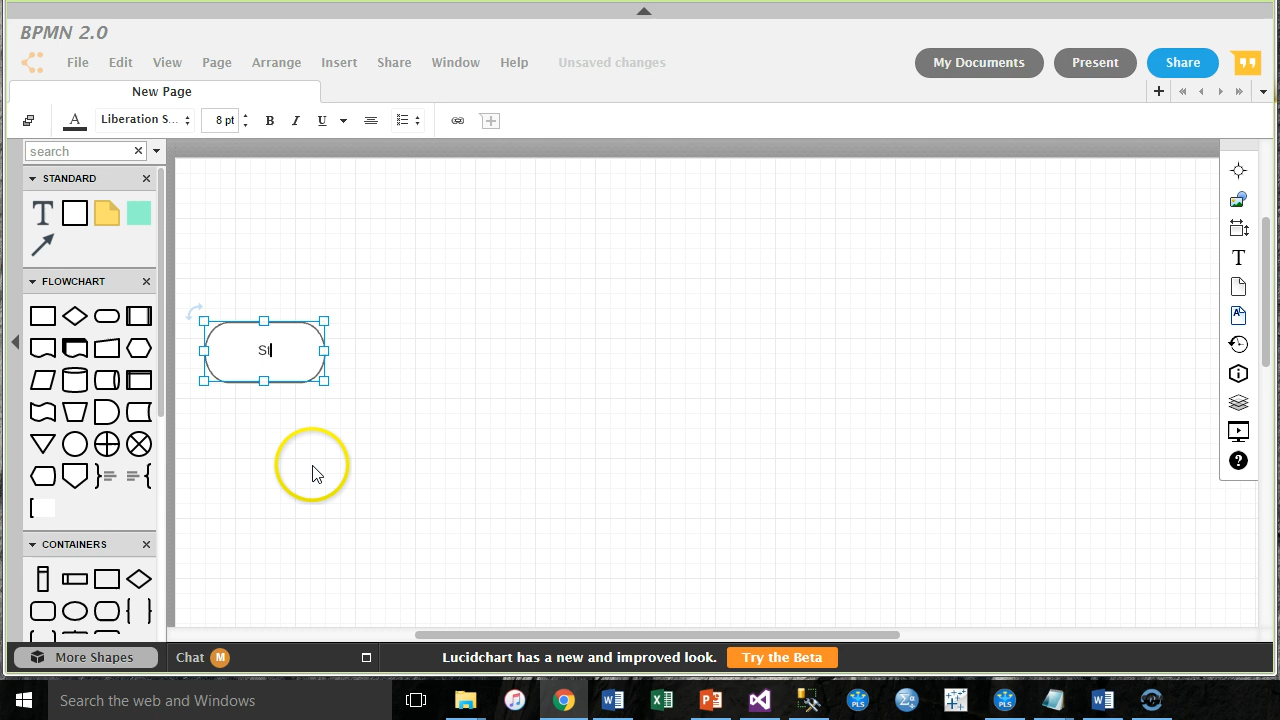 BPMN 2.0
File Edit View Page Arrange Insert Share Window Help Unsaved changes My Documents Present Share
New Page
A Liberation S... 8 pt B I U
search
STANDARD
T
FLOWCHART
St
T
A
CONTAINERS
More Shapes Chat M Lucidchart has a new and improved look. Try the Beta
Search the web and Windows
PLS
PLS